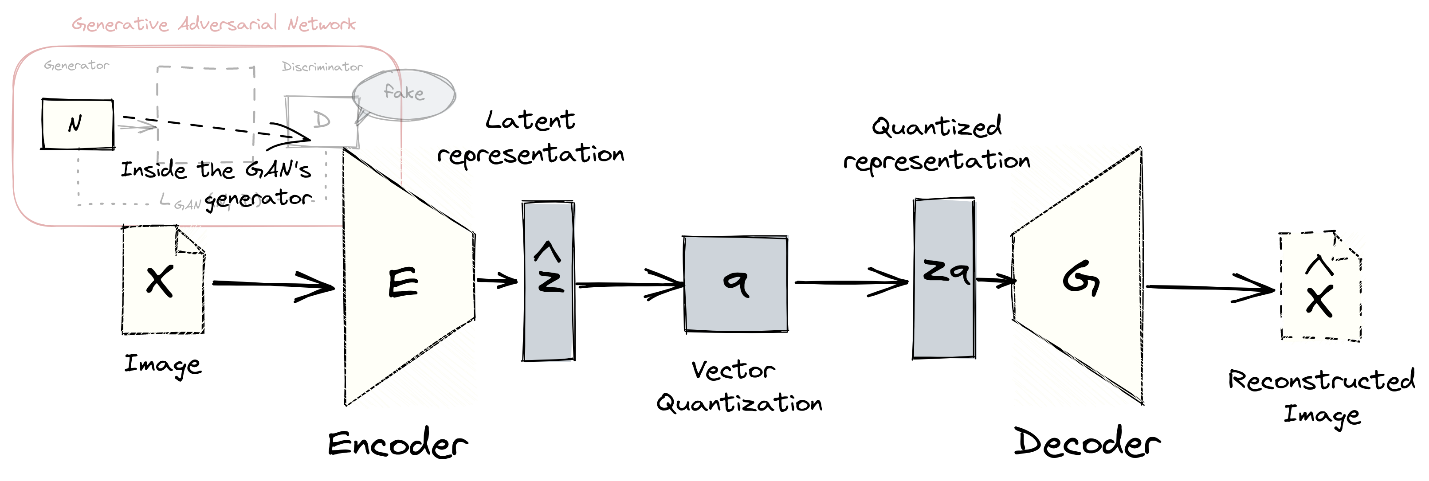 Generative Adversarial Network
Generator
Discriminator
N
D
fake
Inside the GAN's
generator
L GAN
Latent
representation
Quantized
representation
X
E
^
z
q
zq
G
^
X
Image
Vector
Quantization
Reconstructed
Image
Encoder
Decoder